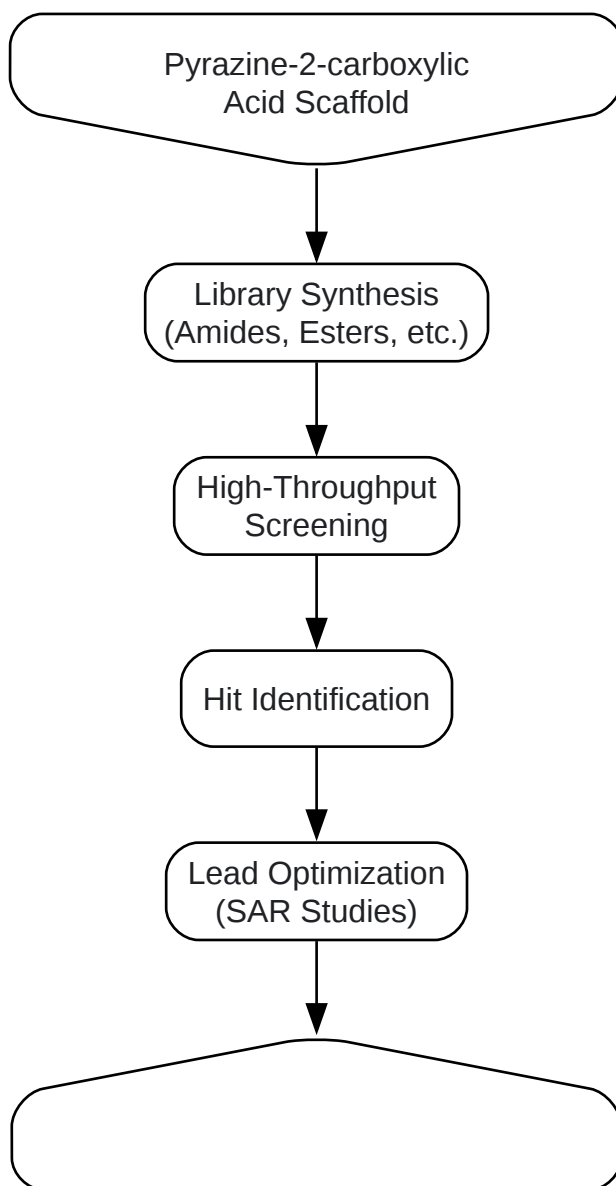 Pyrazine-2-carboxylic
Acid Scaffold
Library Synthesis
(Amides, Esters, etc.)
High-Throughput
Screening
Hit Identification
Lead Optimization
(SAR Studies)